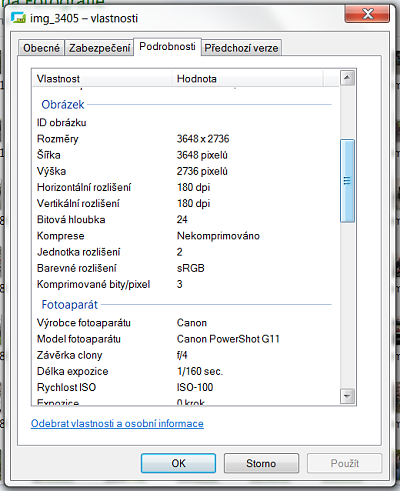 na Fotografie
img_3405 – vlastnosti
Obecné Zabezpečení Podrobnosti Předchozí verze
Vlastnost Hodnota
Obrázek
ID obrázku
Rozměry 3648 x 2736
Šířka 3648 pixelů
Výška 2736 pixelů
Horizontální rozlišení 180 dpi
Vertikální rozlišení 180 dpi
Bitová hloubka 24
Komprese Nekomprimováno
Jednotka rozlišení 2
Barevné rozlišení sRGB
Komprimované bity/pixel 3
Fotoaparát
Výrobce fotoaparátu Canon
Model fotoaparátu Canon PowerShot G11
Závěrka clony f/4
Délka expozice 1/160 sec.
Rychlost ISO ISO-100
Expozice 0 krok
Odebrat vlastnosti a osobní informace
OK Storno Použít